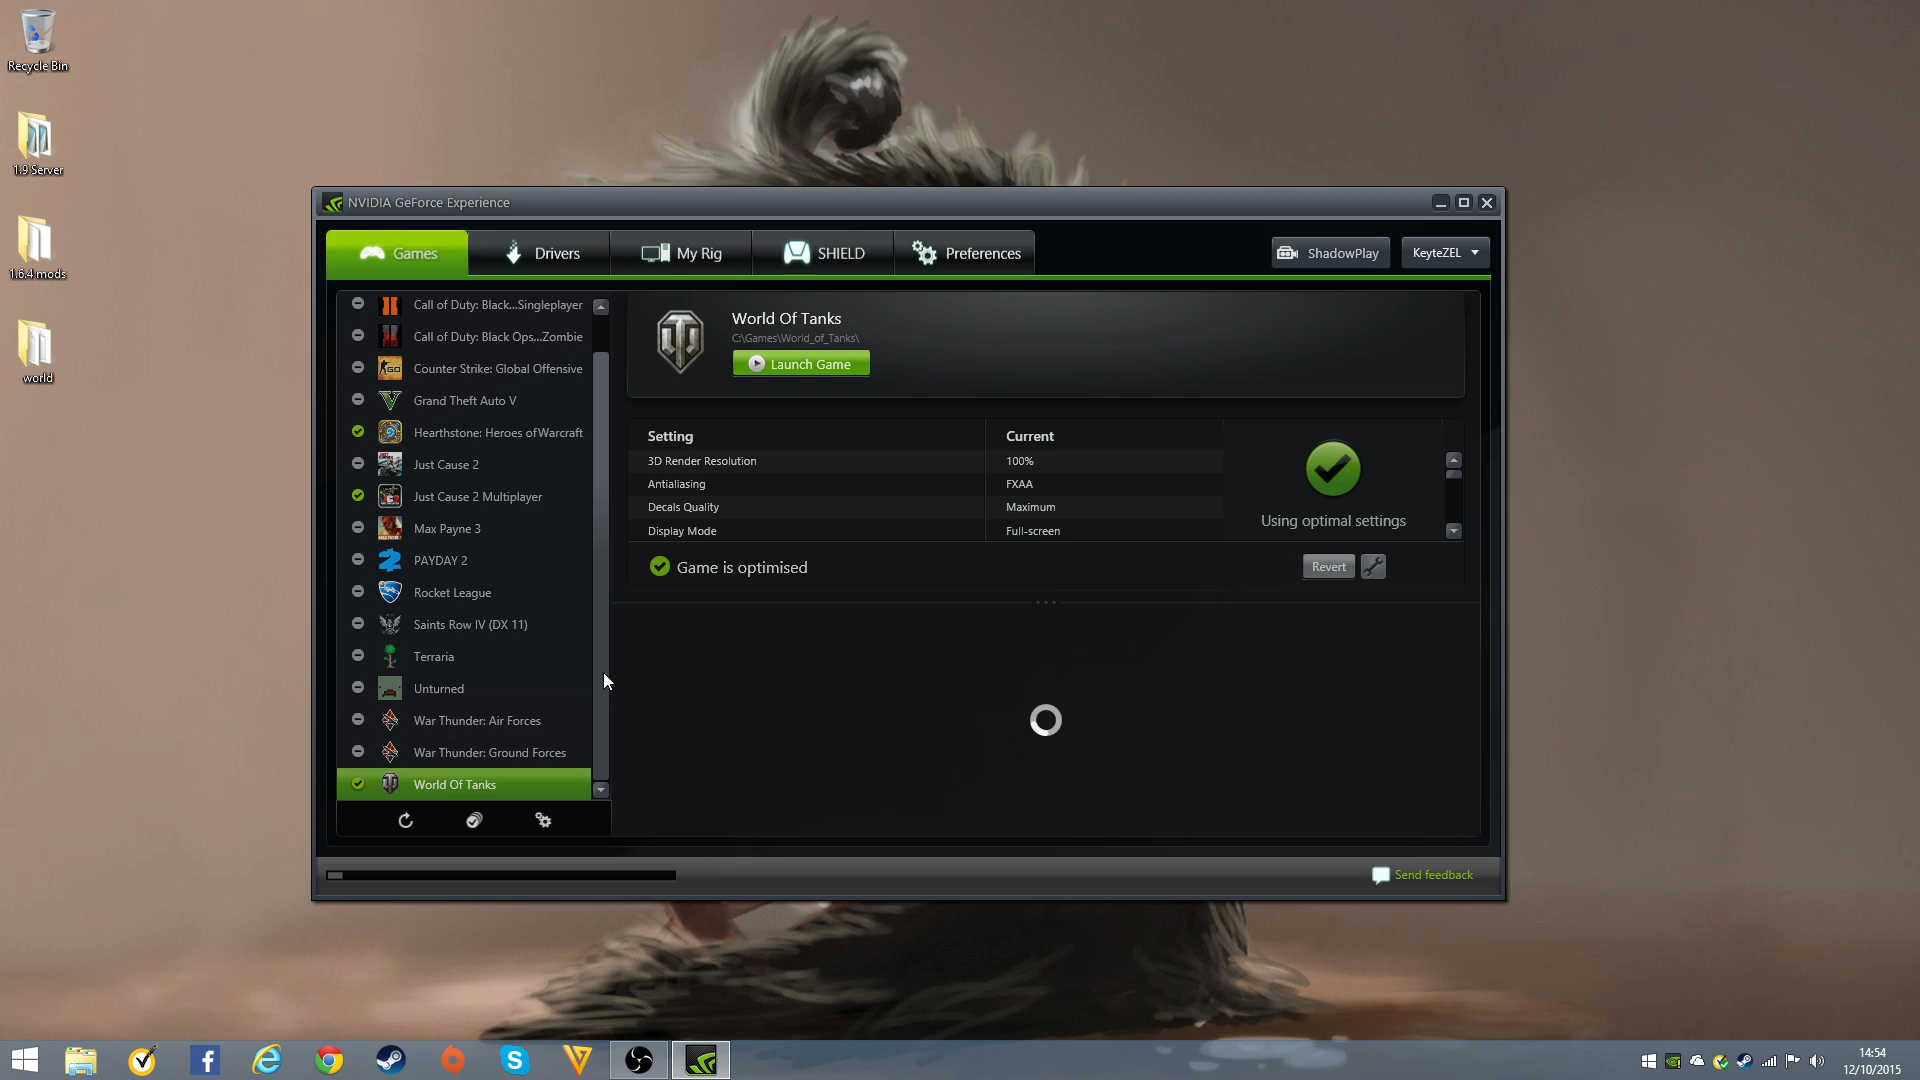 Recycle Bin
1.9 Server
1.6.4 mods
world
NVIDIA GeForce Experience
Games
Drivers
My Rig
SHIELD
Preferences
ShadowPlay
KeyteZEL
Call of Duty: Black...Singleplayer
Call of Duty: Black Ops...Zombie
GO
Counter Strike: Global Offensive
Grand Theft Auto V
Hearthstone: Heroes of Warcraft
Just Cause 2
Just Cause 2 Multiplayer
Max Payne 3
PAYDAY 2
Rocket League
Saints Row IV (DX 11)
Terraria
Unturned
War Thunder: Air Forces
War Thunder: Ground Forces
World Of Tanks
World Of Tanks
C:\Games\World_of_Tanks\
Launch Game
Setting Current
3D Render Resolution 100%
Antialiasing FXAA
Decals Quality Maximum
Display Mode Full-screen
Using optimal settings
Game is optimised
Revert
Send feedback
14:54
12/10/2015